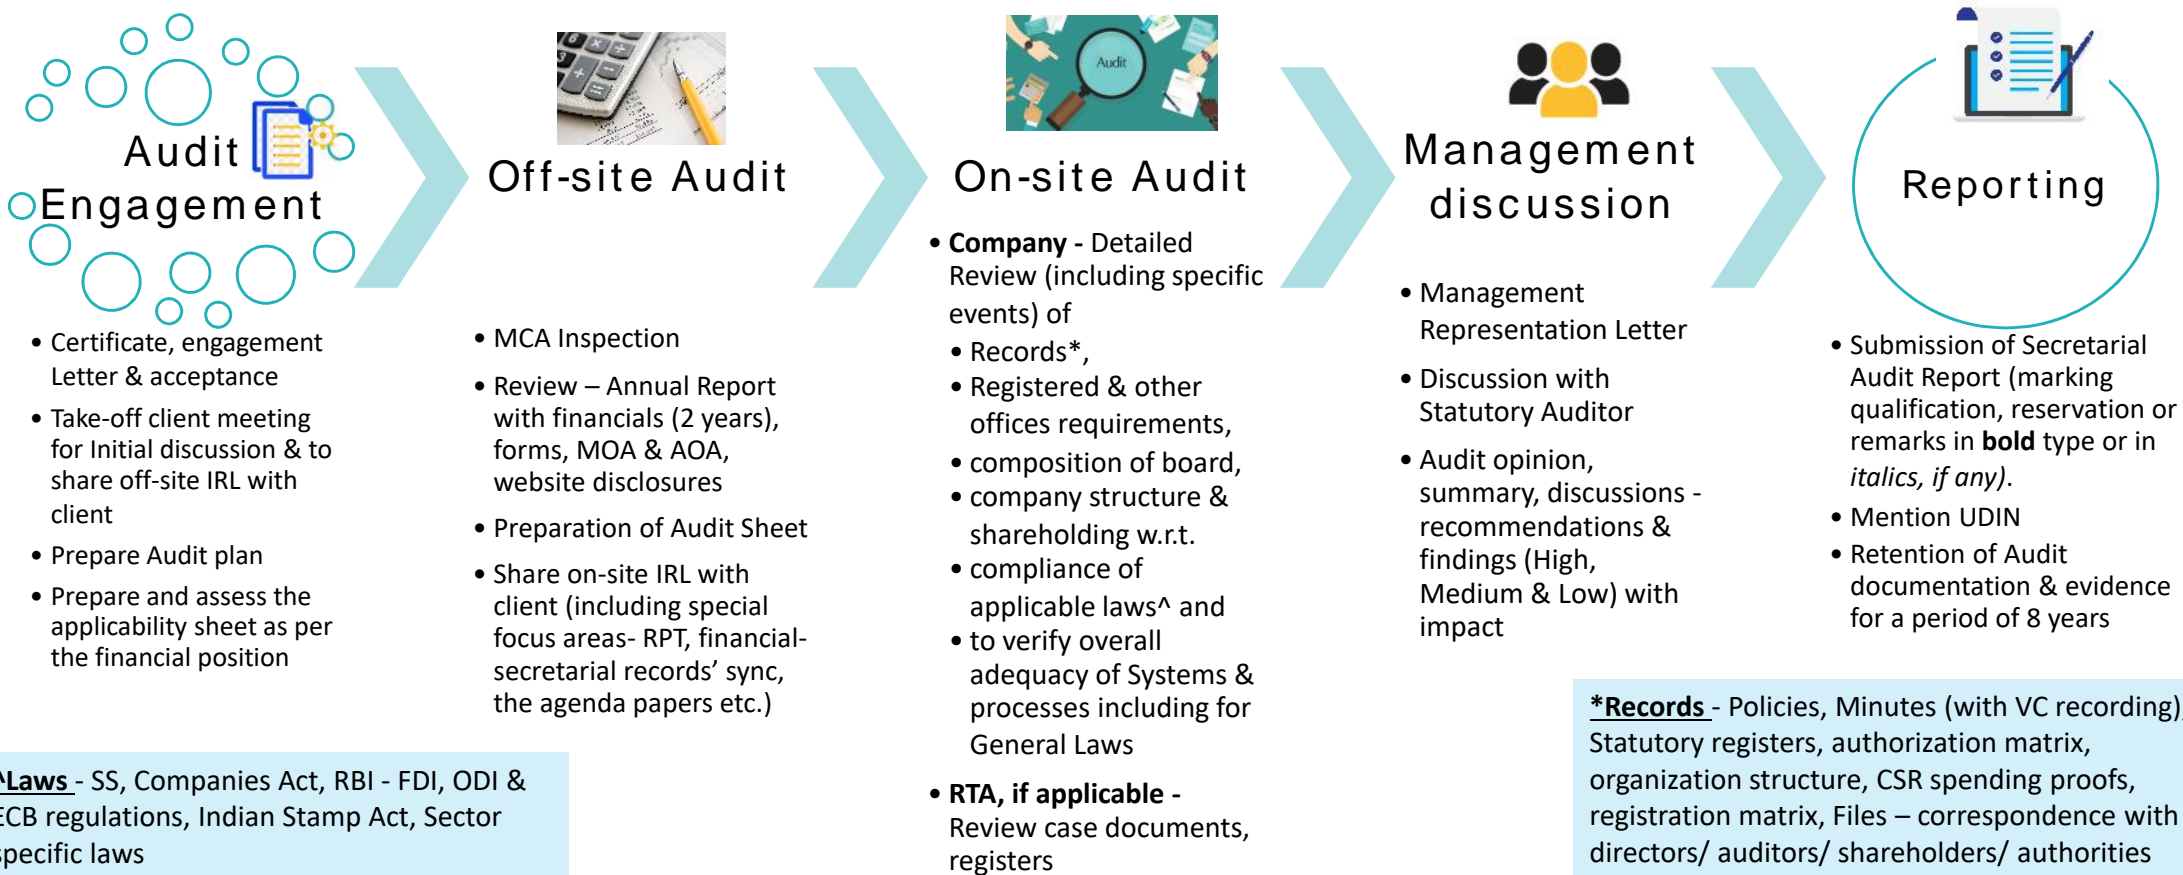 Audit
Engagement
• Certificate, engagement
Letter & acceptance
• Take-off client meeting
for Initial discussion & to
share off-site IRL with
client
• Prepare Audit plan
• Prepare and assess the
applicability sheet as per
the financial position
Off-site Audit
• MCA Inspection
• Review – Annual Report
with financials (2 years),
forms, MOA & AOA,
website disclosures
• Preparation of Audit Sheet
• Share on-site IRL with
client (including special
focus areas- RPT, financial-
secretarial records’ sync,
the agenda papers etc.)
Audit
On-site Audit
• Company - Detailed
Review (including specific
events) of
• Records*,
• Registered & other
offices requirements,
• composition of board,
• company structure &
shareholding w.r.t.
• compliance of
applicable laws^ and
• to verify overall
adequacy of Systems &
processes including for
General Laws
• RTA, if applicable -
Review case documents,
registers
Management
discussion
• Management
Representation Letter
• Discussion with
Statutory Auditor
• Audit opinion,
summary, discussions -
recommendations &
findings (High,
Medium & Low) with
impact
Reporting
• Submission of Secretarial
Audit Report (marking
qualification, reservation or
remarks in bold type or in
italics, if any).
• Mention UDIN
• Retention of Audit
documentation & evidence
for a period of 8 years
^Laws - SS, Companies Act, RBI - FDI, ODI &
ECB regulations, Indian Stamp Act, Sector
specific laws
*Records - Policies, Minutes (with VC recording),
Statutory registers, authorization matrix,
organization structure, CSR spending proofs,
registration matrix, Files – correspondence with
directors/ auditors/ shareholders/ authorities